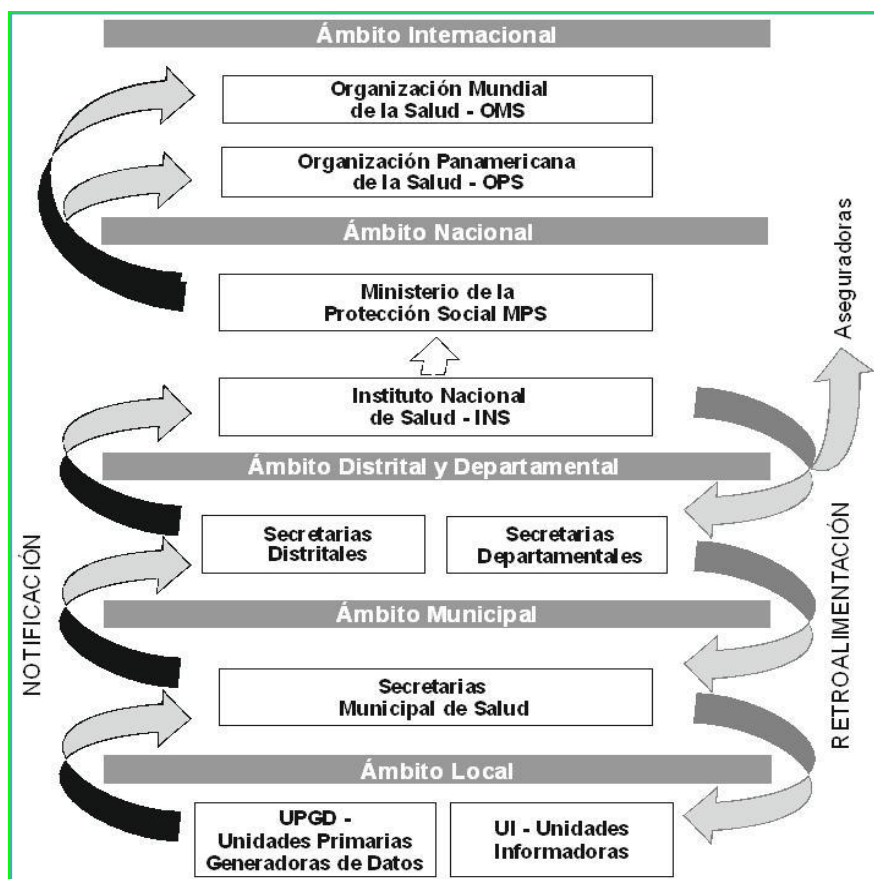 Ámbito Internacional
Organización Mundial
de la Salud - OMS
Organización Panamericana
de la Salud - OPS
Ámbito Nacional
Ministerio de la
Protección Social MPS
Aseguradoras
Instituto Nacional
de Salud - INS
Ámbito Distrital y Departamental
Secretarias
Distritales
Secretarias
Departamentales
NOTIFICACIÓN
RETROALIMENTACIÓN
Ámbito Municipal
Secretarias
Municipal de Salud
Ámbito Local
UPGD -
Unidades Primarias
Generadoras de Datos
UI - Unidades
Informadoras